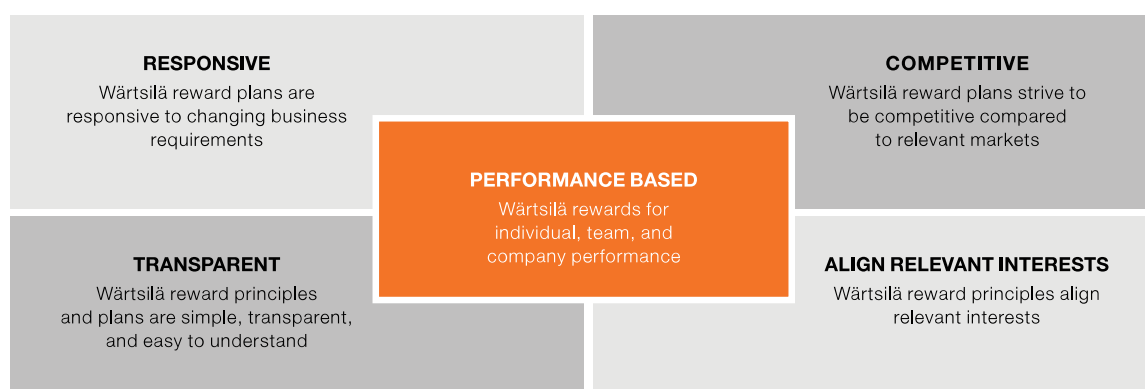 RESPONSIVE
Wärtsilä reward plans are
responsive to changing business
requirements
COMPETITIVE
Wärtsilä reward plans strive to
be competitive compared
to relevant markets
PERFORMANCE BASED
Wärtsilä rewards for
individual, team, and
company performance
TRANSPARENT
Wärtsilä reward principles
and plans are simple, transparent,
and easy to understand
ALIGN RELEVANT INTERESTS
Wärtsilä reward principles align
relevant interests